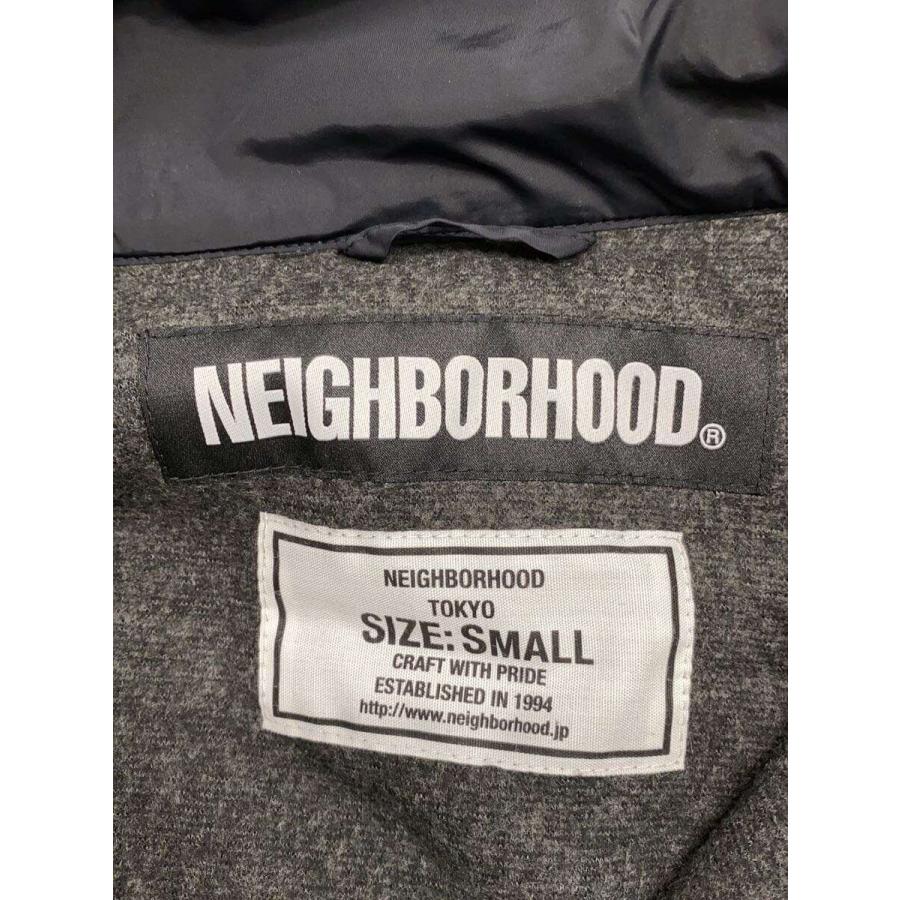 NEIGHBORHOOD®
NEIGHBORHOOD
TOKYO
SIZE: SMALL
CRAFT WITH PRIDE
ESTABLISHED IN 1994
http://www.neighborhood.jp